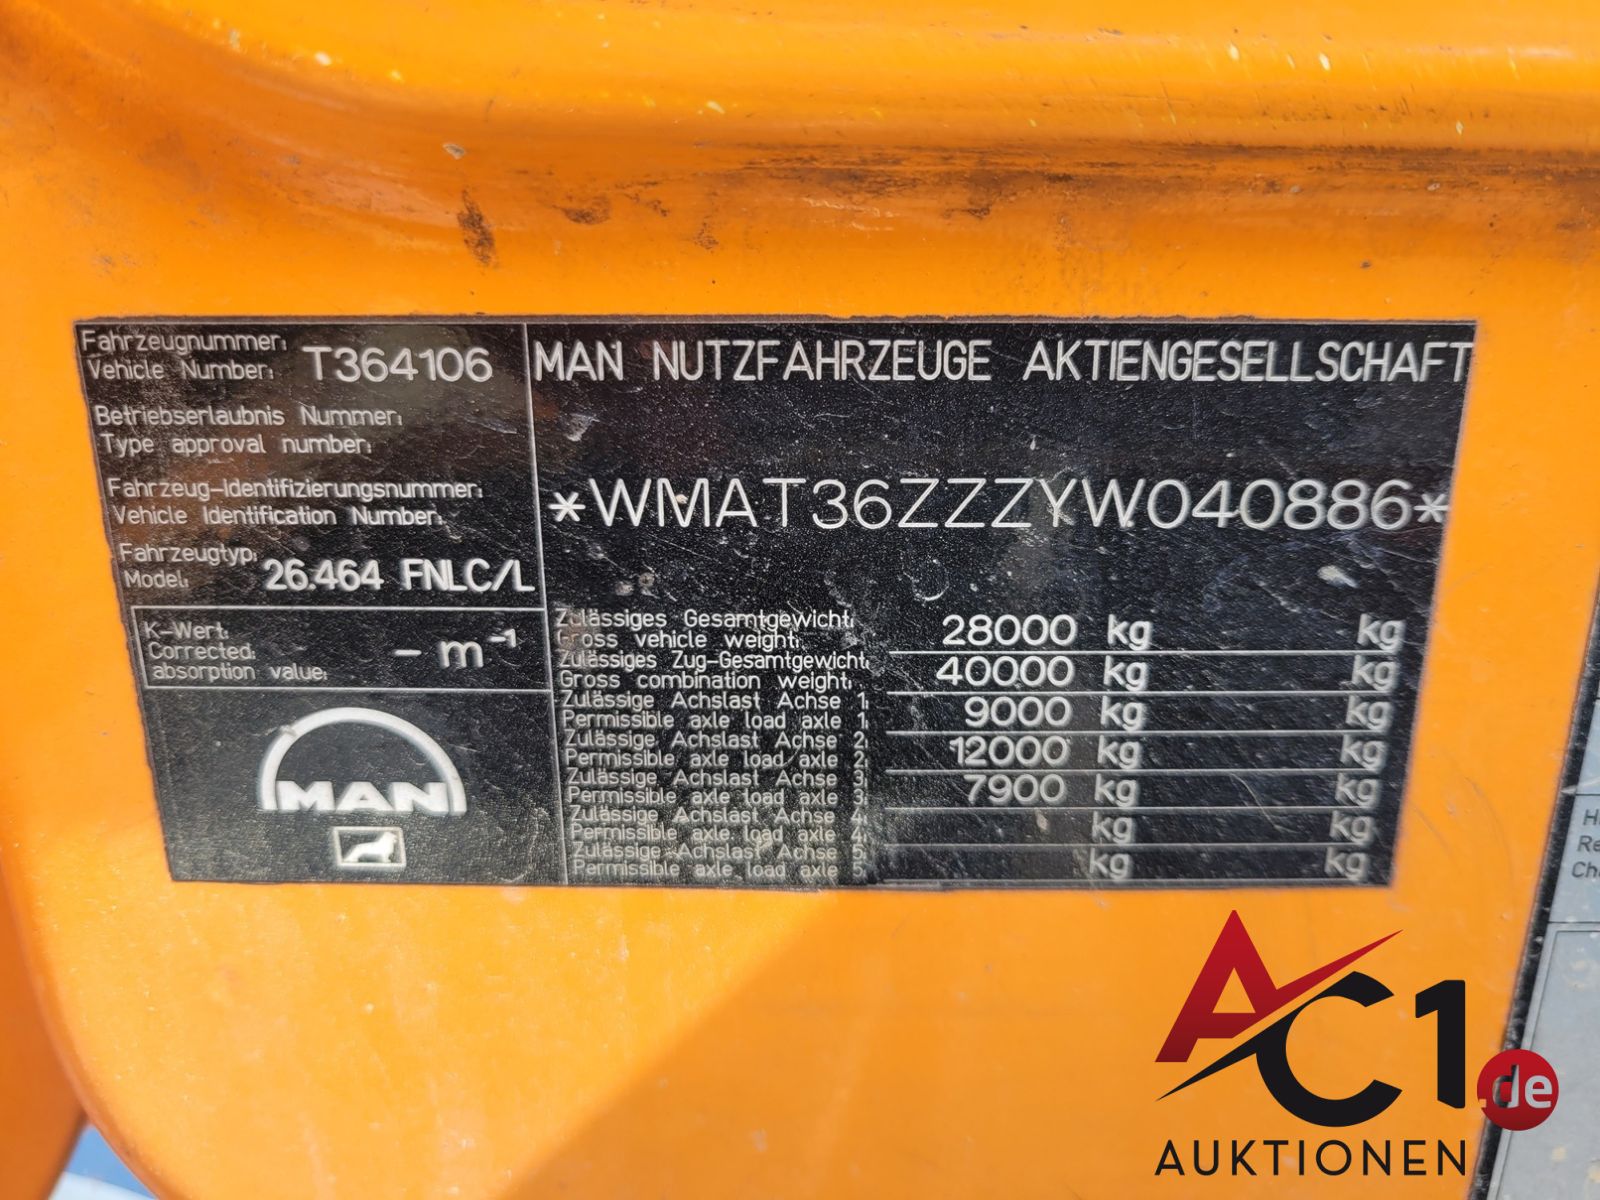 Fahrzeugnummer:
Vehicle Number: T364106
Betriebserlaubnis Nummer:
Type approval number:
Fahrzeug-Identifizierungsnummer:
Vehicle Identification Number:
Fahrzeugtyp:
Model: 26.464 FNLC/L
K-Wert:
Corrected: - m⁻¹
absorption value:
MAN
MAN NUTZFAHRZEUGE AKTIENGESELLSCHAFT
*WMAT36ZZZYW040886*
Zulässiges Gesamtgewicht:
Gross vehicle weight: 28000 kg kg
Zulässiges Zug-Gesamtgewicht:
Gross combination weight: 40000 kg kg
Zulässige Achslast Achse 1:
Permissible axle load axle 1: 9000 kg kg
Zulässige Achslast Achse 2:
Permissible axle load axle 2: 12000 kg kg
Zulässige Achslast Achse 3:
Permissible axle load axle 3: 7900 kg kg
Zulässige Achslast Achse 4:
Permissible axle load axle 4: kg kg
Zulässige Achslast Achse 5:
Permissible axle load axle 5: kg kg
AC1.de
AUKTIONEN